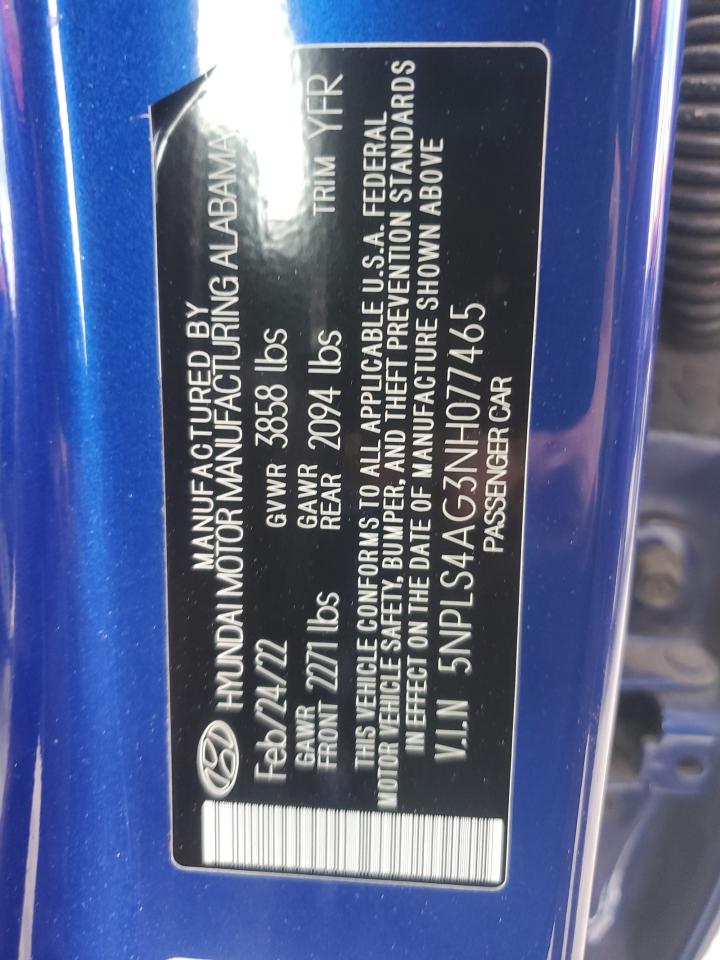 MANUFACTURED BY
HYUNDAI MOTOR MANUFACTURING ALABAMA
Feb/24/22 GVWR 3858 lbs
GAWR FRONT 2271 lbs GAWR REAR 2094 lbs TRIM YFR
THIS VEHICLE CONFORMS TO ALL APPLICABLE U.S.A. FEDERAL
MOTOR VEHICLE SAFETY, BUMPER, AND THEFT PREVENTION STANDARDS
IN EFFECT ON THE DATE OF MANUFACTURE SHOWN ABOVE
V.I.N 5NPLS4AG3NH077465
PASSENGER CAR